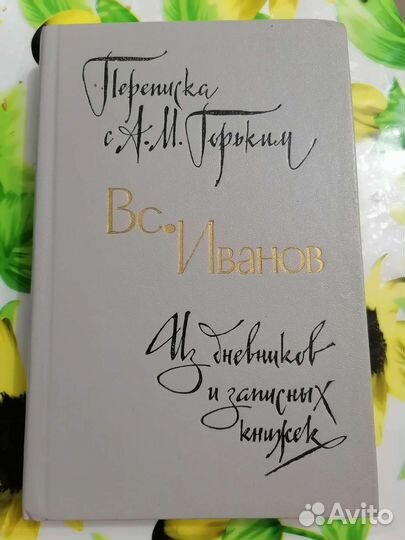 Переписка
с А.М.Горьким
Вс.
Иванов
Из дневников
и записных
книжек
Avito